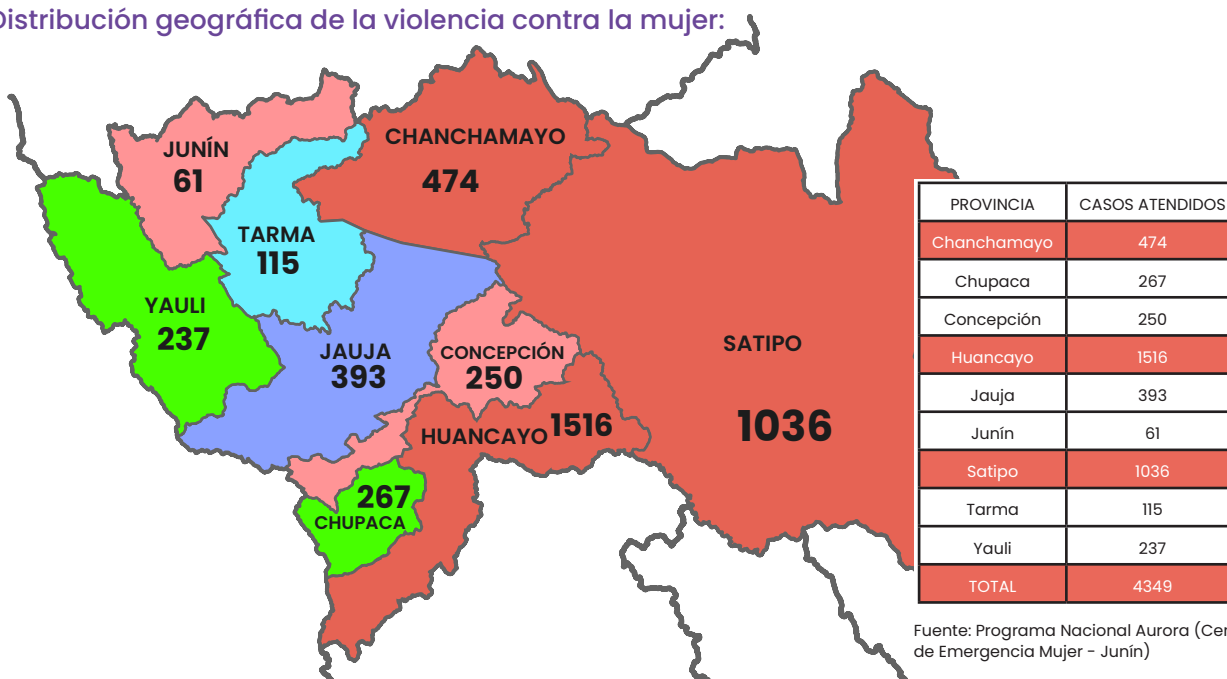 Distribución geográfica de la violencia contra la mujer:
JUNÍN
61
CHANCHAMAYO
474
TARMA
115
YAULI
237
JAUJA
393
CONCEPCIÓN
250
SATIPO
1036
HUANCAYO 1516
267
CHUPACA
PROVINCIA CASOS ATENDIDOS
Chanchamayo 474
Chupaca 267
Concepción 250
Huancayo 1516
Jauja 393
Junín 61
Satipo 1036
Tarma 115
Yauli 237
TOTAL 4349
Fuente: Programa Nacional Aurora (Cen
de Emergencia Mujer - Junín)